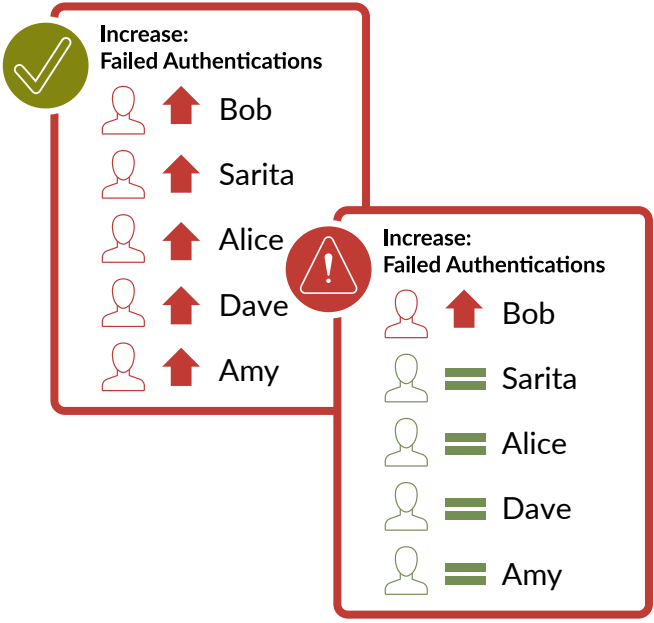 Increase:
Failed Authentications
Bob
Sarita
Alice
Dave
Amy
Increase:
Failed Authentications
Bob
Sarita
Alice
Dave
Amy